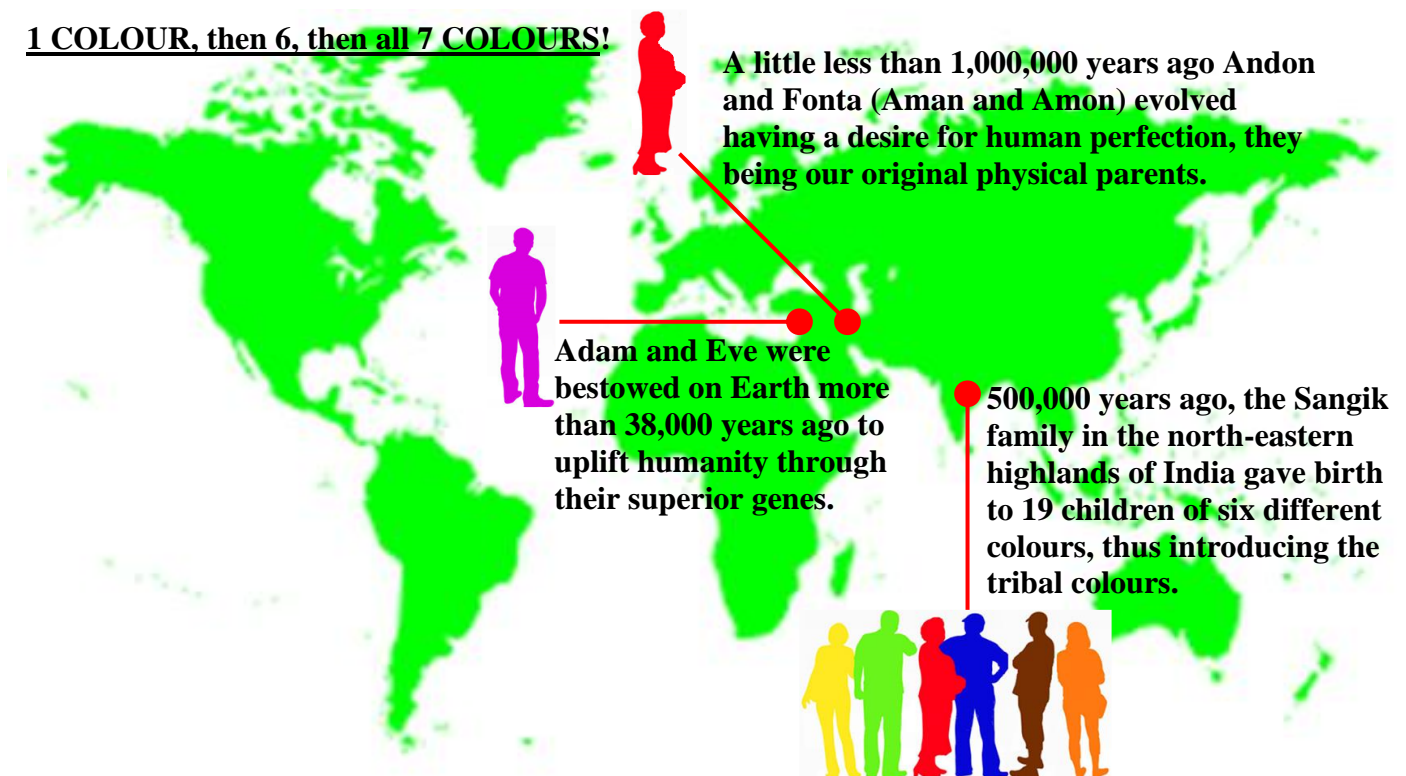 1 COLOUR, then 6, then all 7 COLOURS!
A little less than 1,000,000 years ago Andon
and Fonta (Aman and Amon) evolved
having a desire for human perfection, they
being our original physical parents.
Adam and Eve were
bestowed on Earth more
than 38,000 years ago to
uplift humanity through
their superior genes.
500,000 years ago, the Sangik
family in the north-eastern
highlands of India gave birth
to 19 children of six different
colours, thus introducing the
tribal colours.